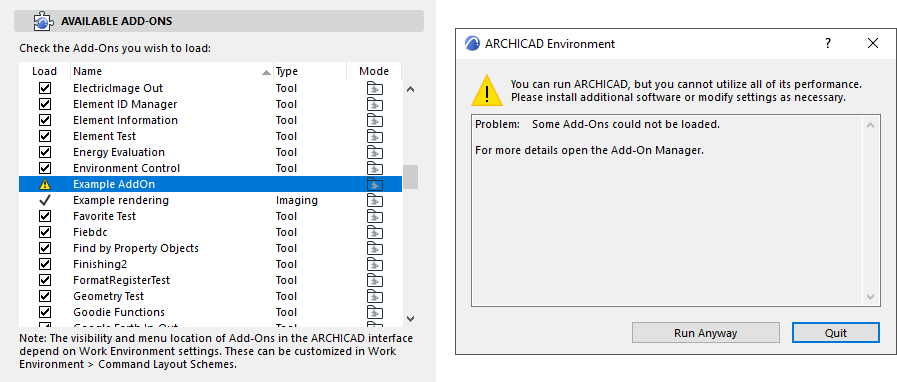 AVAILABLE ADD-ONS
Check the Add-Ons you wish to load:
Load Name Type Mode
ElectricImage Out Tool
Element ID Manager Tool
Element Information Tool
Element Test Tool
Energy Evaluation Tool
Environment Control Tool
Example AddOn
Example rendering Imaging
Favorite Test Tool
Fiebdc Tool
Find by Property Objects Tool
Finishing2 Tool
FormatRegisterTest Tool
Geometry Test Tool
Goodie Functions Tool
Google Earth In-Out Tool
Note: The visibility and menu location of Add-Ons in the ARCHICAD interface
depend on Work Environment settings. These can be customized in Work
Environment > Command Layout Schemes.
ARCHICAD Environment ?
You can run ARCHICAD, but you cannot utilize all of its performance.
Please install additional software or modify settings as necessary.
Problem: Some Add-Ons could not be loaded.
For more details open the Add-On Manager.
Run Anyway Quit